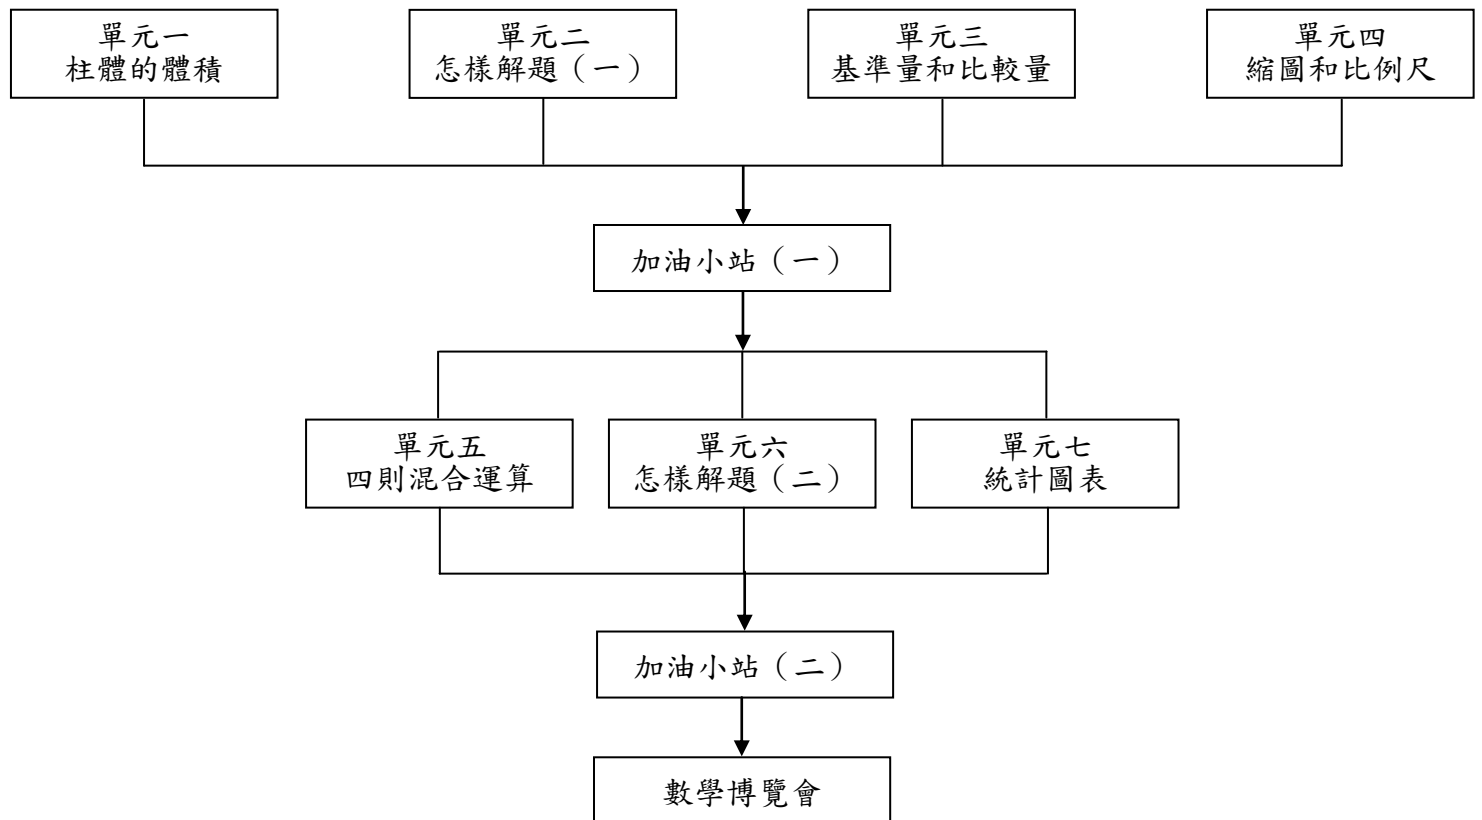 單元一
柱體的體積
單元二
怎樣解題（一）
單元三
基準量和比較量
單元四
縮圖和比例尺
加油小站（一）
單元五
四則混合運算
單元六
怎樣解題（二）
單元七
統計圖表
加油小站（二）
數學博覽會